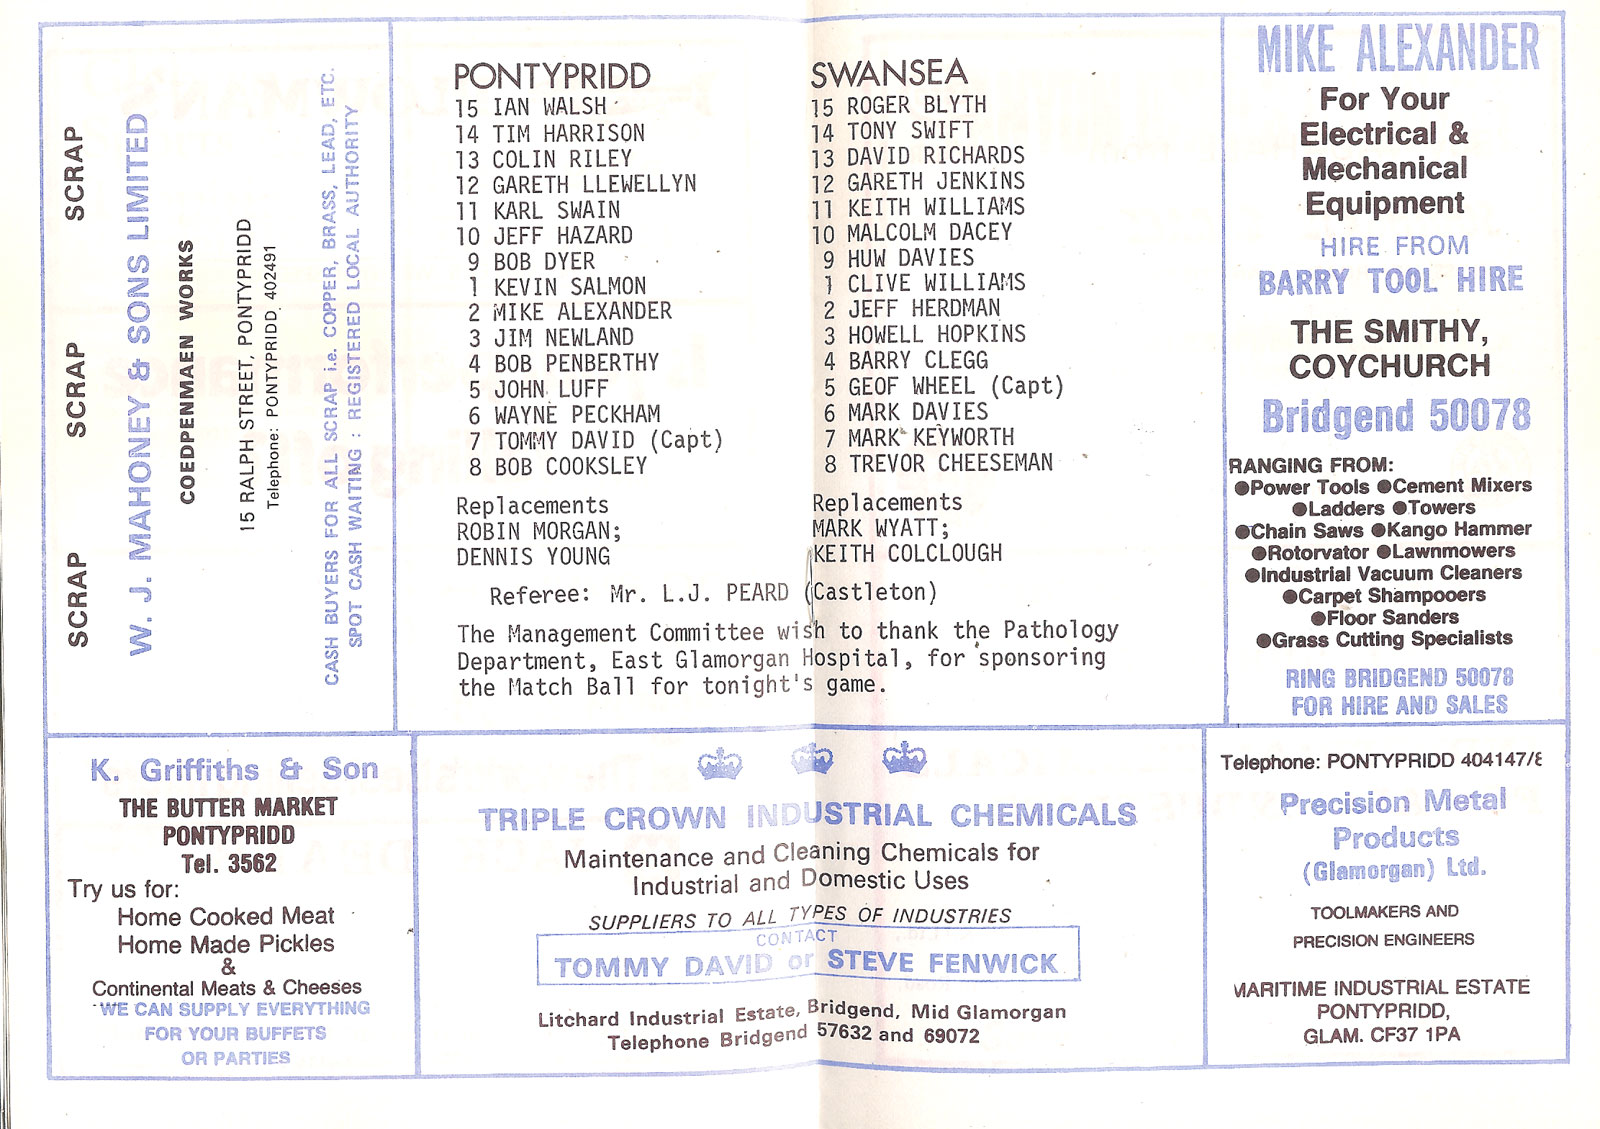 SCRAP SCRAP SCRAP
W. J. MAHONEY & SONS LIMITED
COEDPENMAEN WORKS
15 RALPH STREET, PONTYPRIDD
Telephone: PONTYPRIDD 402491
CASH BUYERS FOR ALL SCRAP i.e. COPPER, BRASS, LEAD, ETC.
SPOT CASH WAITING : REGISTERED LOCAL AUTHORITY
PONTYPRIDD
15 IAN WALSH
14 TIM HARRISON
13 COLIN RILEY
12 GARETH LLEWELLYN
11 KARL SWAIN
10 JEFF HAZARD
9 BOB DYER
1 KEVIN SALMON
2 MIKE ALEXANDER
3 JIM NEWLAND
4 BOB PENBERTHY
5 JOHN LUFF
6 WAYNE PECKHAM
7 TOMMY DAVID (Capt)
8 BOB COOKSLEY
Replacements
ROBIN MORGAN;
DENNIS YOUNG
SWANSEA
15 ROGER BLYTH
14 TONY SWIFT
13 DAVID RICHARDS
12 GARETH JENKINS
11 KEITH WILLIAMS
10 MALCOLM DACEY
9 HUW DAVIES
1 CLIVE WILLIAMS
2 JEFF HERDMAN
3 HOWELL HOPKINS
4 BARRY CLEGG
5 GEOF WHEEL (Capt)
6 MARK DAVIES
7 MARK KEYWORTH
8 TREVOR CHEESEMAN
Replacements
MARK WYATT;
KEITH COLCLOUGH
Referee: Mr. L.J. PEARD (Castleton)
The Management Committee wish to thank the Pathology
Department, East Glamorgan Hospital, for sponsoring
the Match Ball for tonight's game.
MIKE ALEXANDER
For Your
Electrical &
Mechanical
Equipment
HIRE FROM
BARRY TOOL HIRE
THE SMITHY,
COYCHURCH
Bridgend 50078
RANGING FROM:
●Power Tools ●Cement Mixers
●Ladders ●Towers
●Chain Saws ●Kango Hammer
●Rotorvator ●Lawnmowers
●Industrial Vacuum Cleaners
●Carpet Shampooers
●Floor Sanders
●Grass Cutting Specialists
RING BRIDGEND 50078
FOR HIRE AND SALES
K. Griffiths & Son
THE BUTTER MARKET
PONTYPRIDD
Tel. 3562
Try us for:
Home Cooked Meat
Home Made Pickles
&
Continental Meats & Cheeses
WE CAN SUPPLY EVERYTHING
FOR YOUR BUFFETS
OR PARTIES
TRIPLE CROWN INDUSTRIAL CHEMICALS
Maintenance and Cleaning Chemicals for
Industrial and Domestic Uses
SUPPLIERS TO ALL TYPES OF INDUSTRIES
CONTACT
TOMMY DAVID or STEVE FENWICK
Litchard Industrial Estate, Bridgend, Mid Glamorgan
Telephone Bridgend 57632 and 69072
Telephone: PONTYPRIDD 404147/8
Precision Metal
Products
(Glamorgan) Ltd.
TOOLMAKERS AND
PRECISION ENGINEERS
MARITIME INDUSTRIAL ESTATE
PONTYPRIDD,
GLAM. CF37 1PA